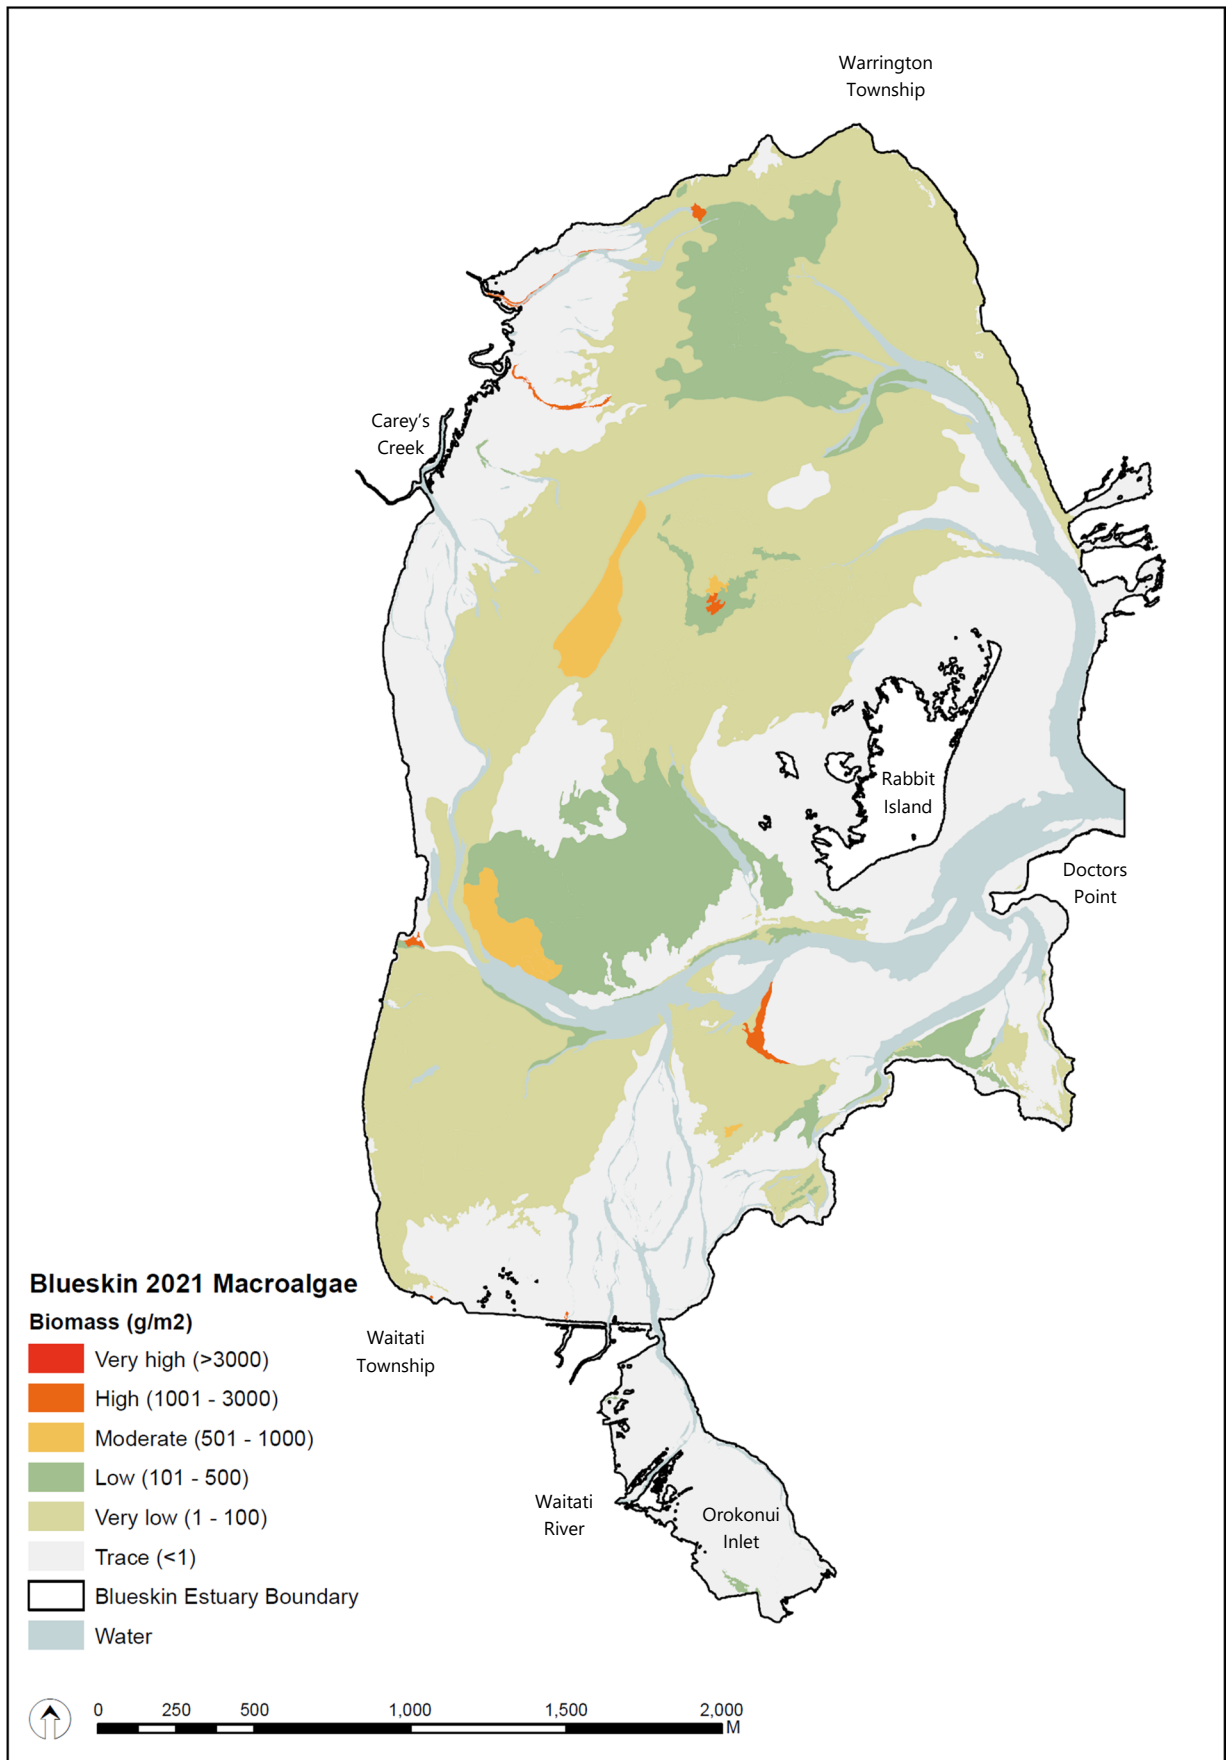 Warrington
Township
Carey's
Creek
Rabbit
Island
Doctors
Point
Blueskin 2021 Macroalgae
Biomass (g/m2)
Very high (>3000)
High (1001 - 3000)
Moderate (501 - 1000)
Low (101 - 500)
Very low (1 - 100)
Trace (<1)
Blueskin Estuary Boundary
Water
Waitati
Township
Waitati
River
Orokonui
Inlet
0 250 500 1,000 1,500 2,000
M